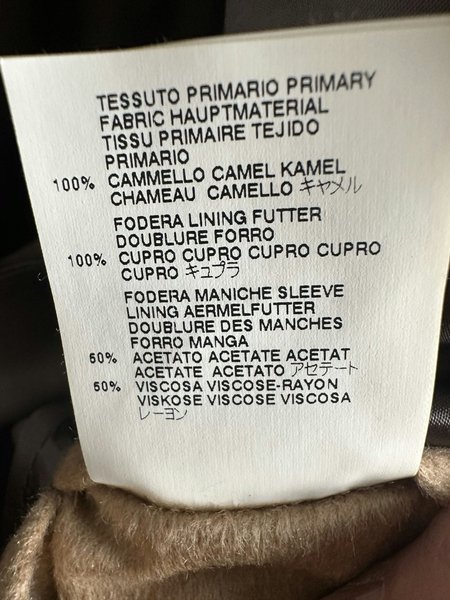 TESSUTO PRIMARIO PRIMARY
FABRIC HAUPTMATERIAL
TISSU PRIMAIRE TEJIDO
PRIMARIO
100% CAMMELLO CAMEL KAMEL
CHAMEAU CAMELLO キャメル
FODERA LINING FUTTER
DOUBLURE FORRO
100% CUPRO CUPRO CUPRO CUPRO
CUPRO キュプラ
FODERA MANICHE SLEEVE
LINING AERMELFUTTER
DOUBLURE DES MANCHES
FORRO MANGA
50% ACETATO ACETATE ACETAT
ACETATE ACETATO アセテート
50% VISCOSA VISCOSE-RAYON
VISKOSE VISCOSE VISCOSA
レーヨン